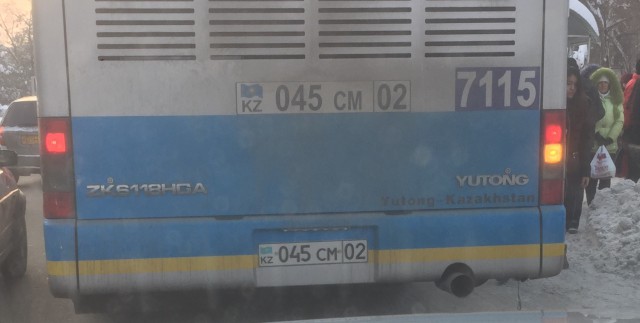 KZ 045 CM 02
7115
ZK6118HGA
YUTONG
Yutong-Kazakhstan
KZ 045 CM 02